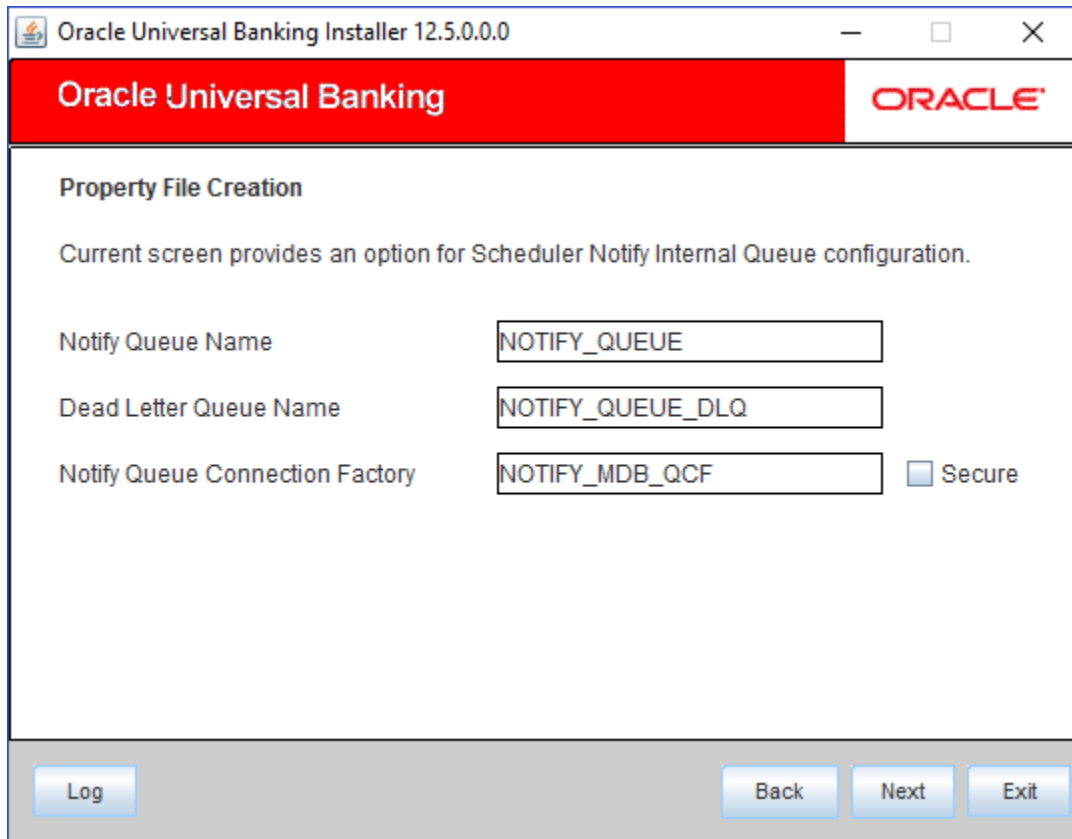 Oracle Universal Banking Installer 12.5.0.0.0
Oracle Universal Banking
ORACLE
Property File Creation
Current screen provides an option for Scheduler Notify Internal Queue configuration.
Notify Queue Name NOTIFY_QUEUE
Dead Letter Queue Name NOTIFY_QUEUE_DLQ
Notify Queue Connection Factory NOTIFY_MDB_QCF Secure
Log Back Next Exit